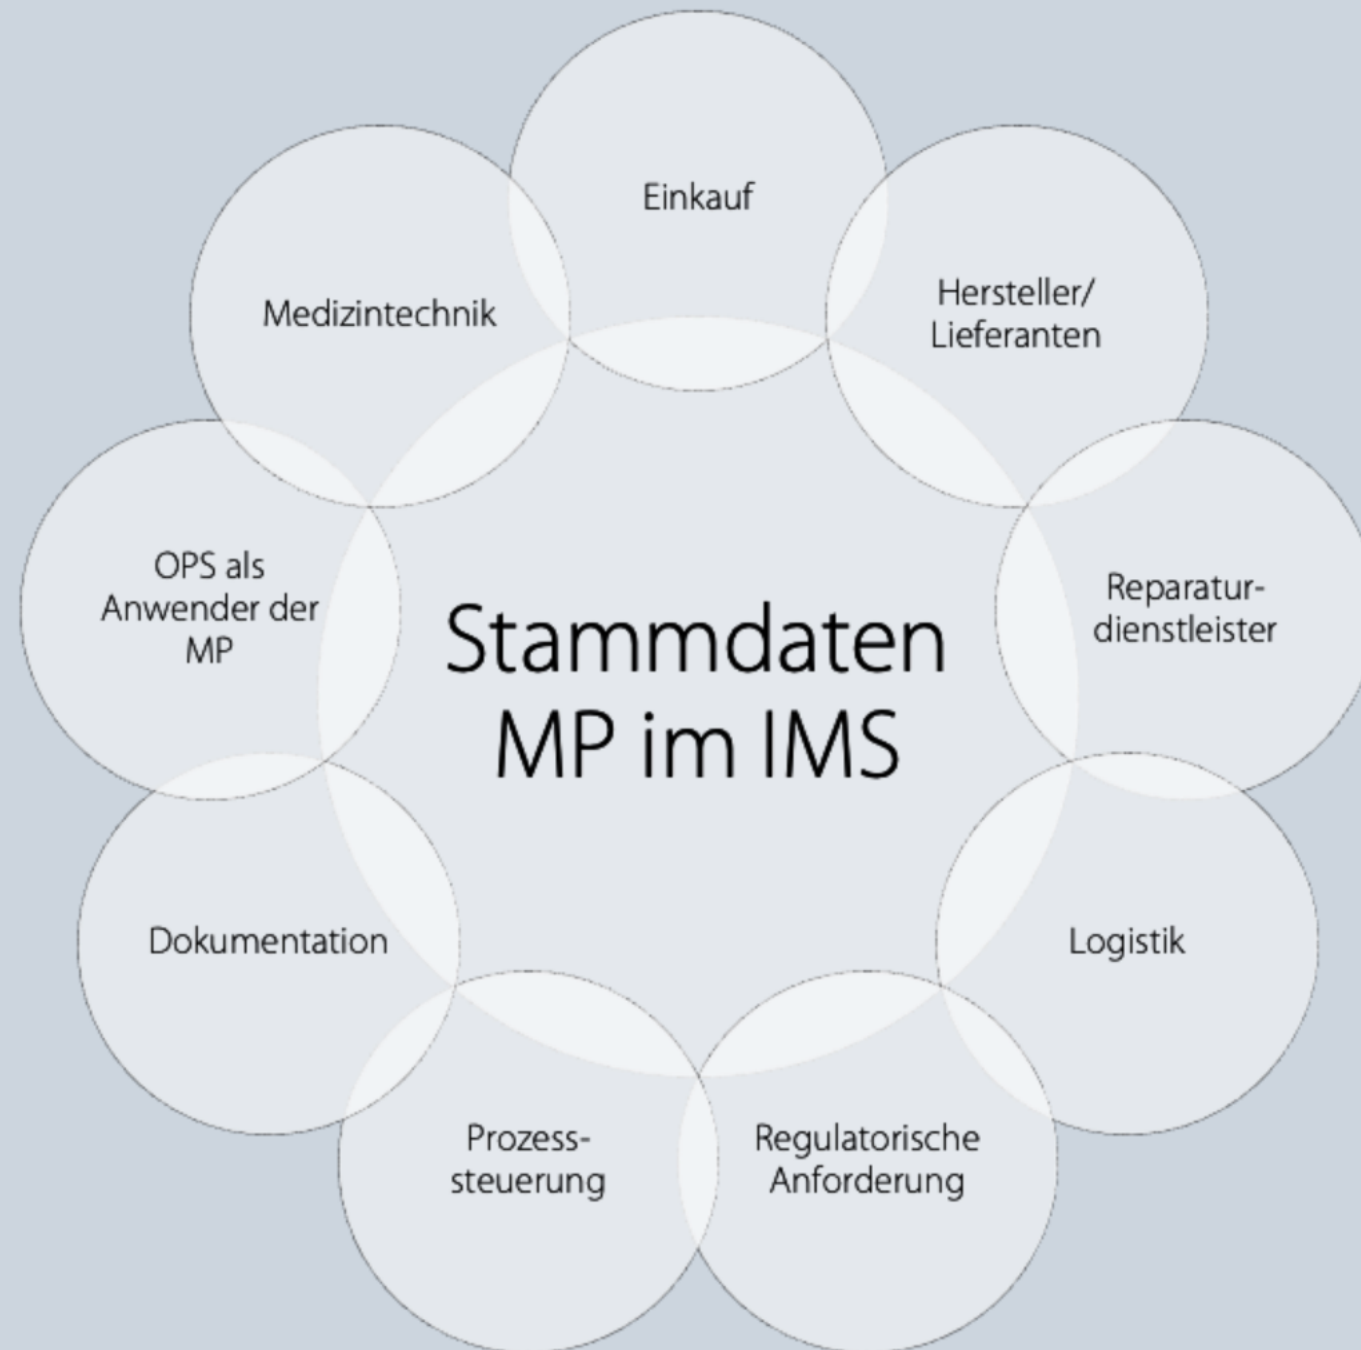 Einkauf
Hersteller/
Lieferanten
Medizintechnik
Reparatur-
dienstleister
OPS als
Anwender der
MP
Stammdaten
MP im IMS
Logistik
Dokumentation
Regulatorische
Anforderung
Prozess-
steuerung